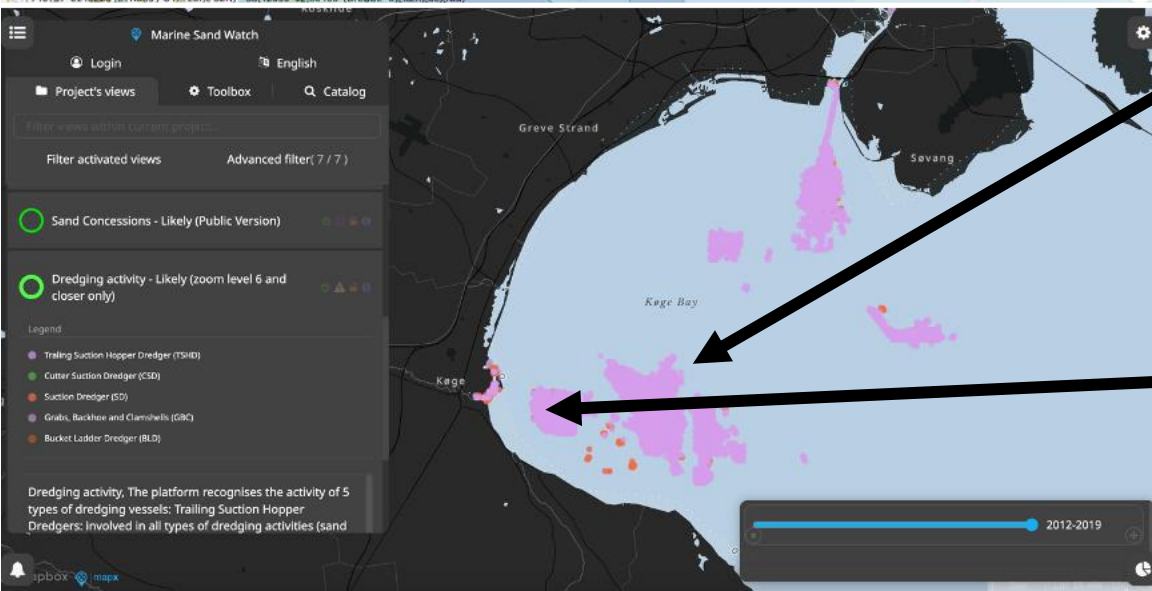 Marine Sand Watch
Login
English
Project's views
Toolbox
Catalog
Filter views within current project...
Filter activated views
Advanced filter( 7 / 7 )
Sand Concessions - Likely (Public Version)
Dredging activity - Likely (zoom level 6 and
closer only)
Legend
Trailing Suction Hopper Dredger (TSHD)
Cutter Suction Dredger (CSD)
Suction Dredger (SD)
Grabs, Backhoe and Clamshells (GBC)
Bucket Ladder Dredger (BLD)
Dredging activity, The platform recognises the activity of 5
types of dredging vessels: Trailing Suction Hopper
Dredgers: Involved in all types of dredging activities (sand
Greve Strand
Søvang
Køge Bay
Køge
2012-2019
mapx